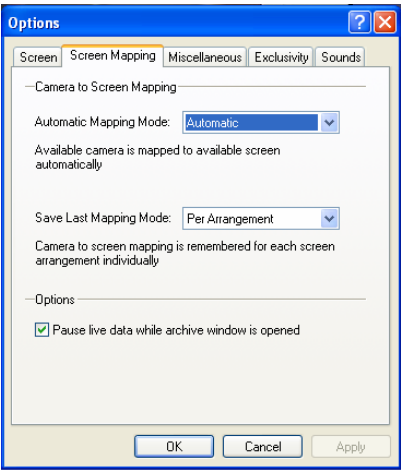 Options
Screen Screen Mapping Miscellaneous Exclusivity Sounds
Camera to Screen Mapping
Automatic Mapping Mode: Automatic
Available camera is mapped to available screen
automatically
Save Last Mapping Mode: Per Arrangement
Camera to screen mapping is remembered for each screen
arrangement individually
Options
Pause live data while archive window is opened
OK Cancel Apply